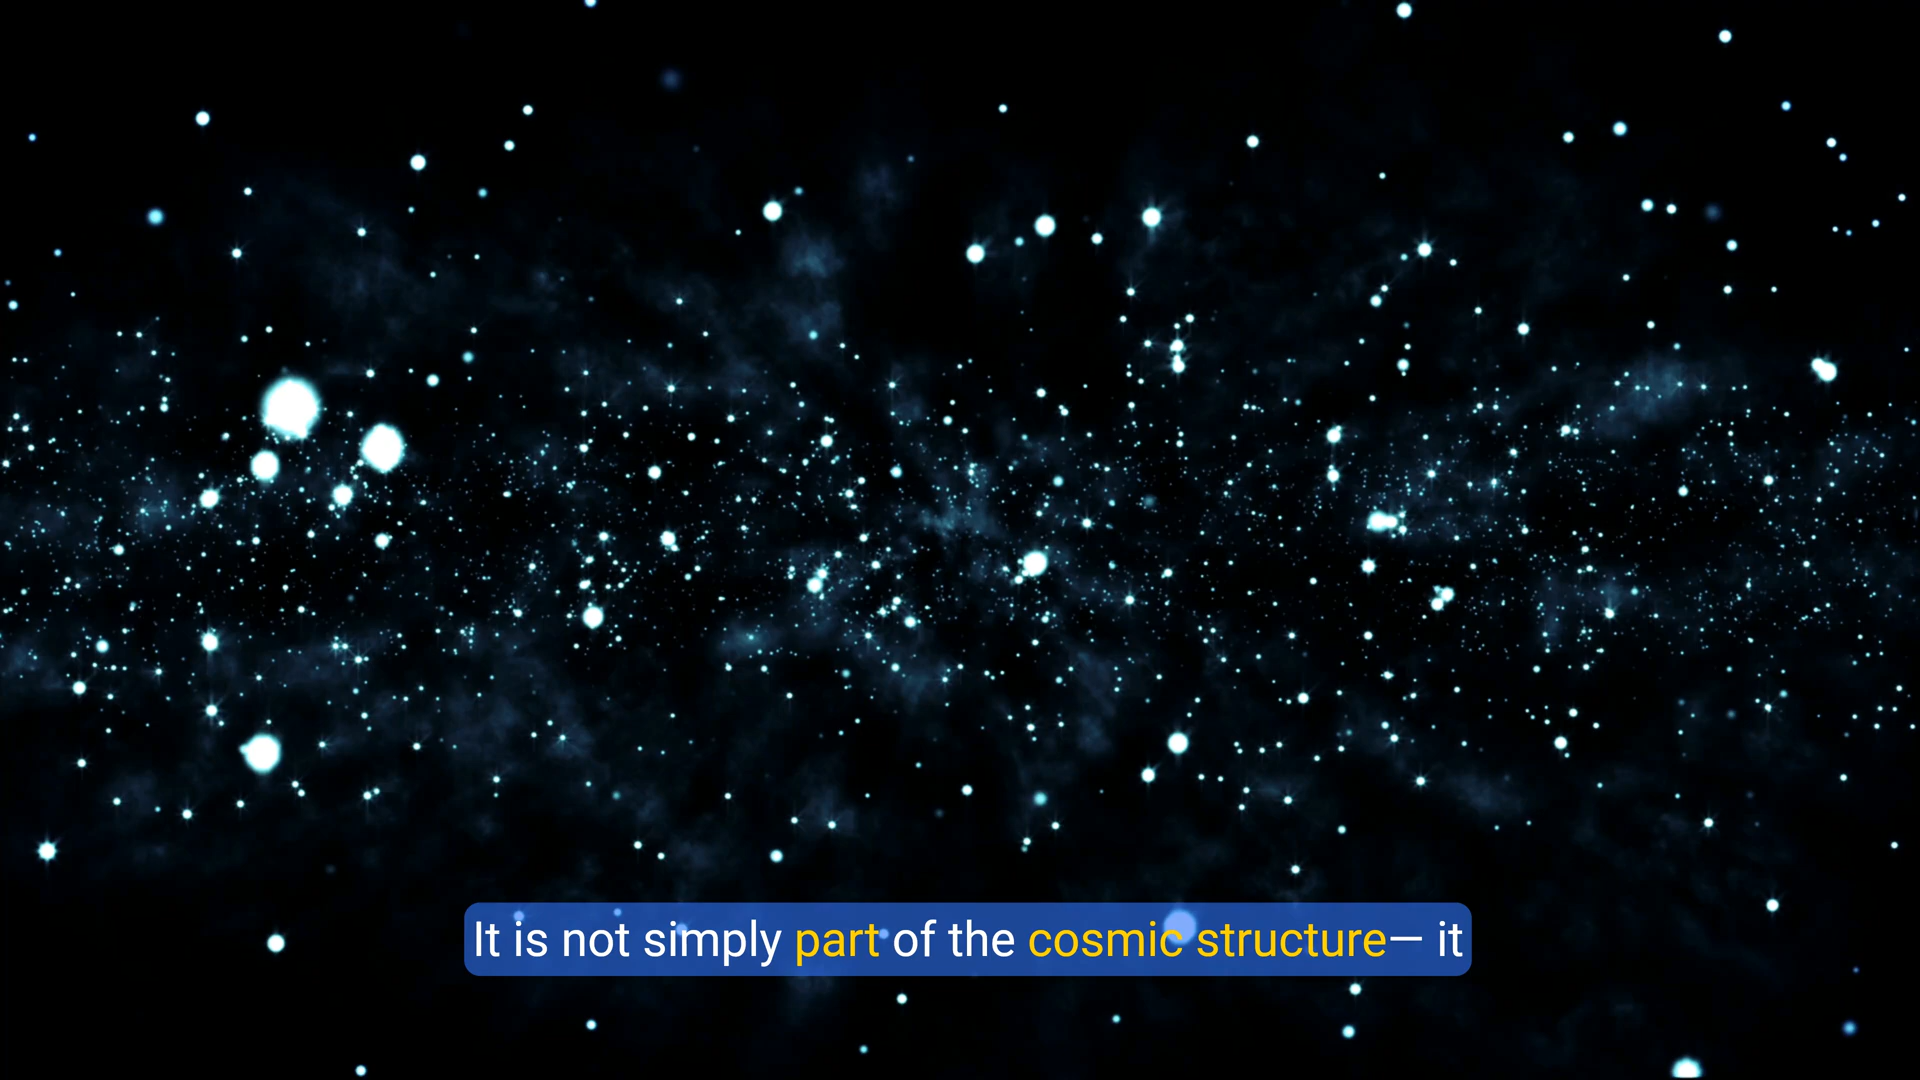 It is not simply part of the cosmic structure— it